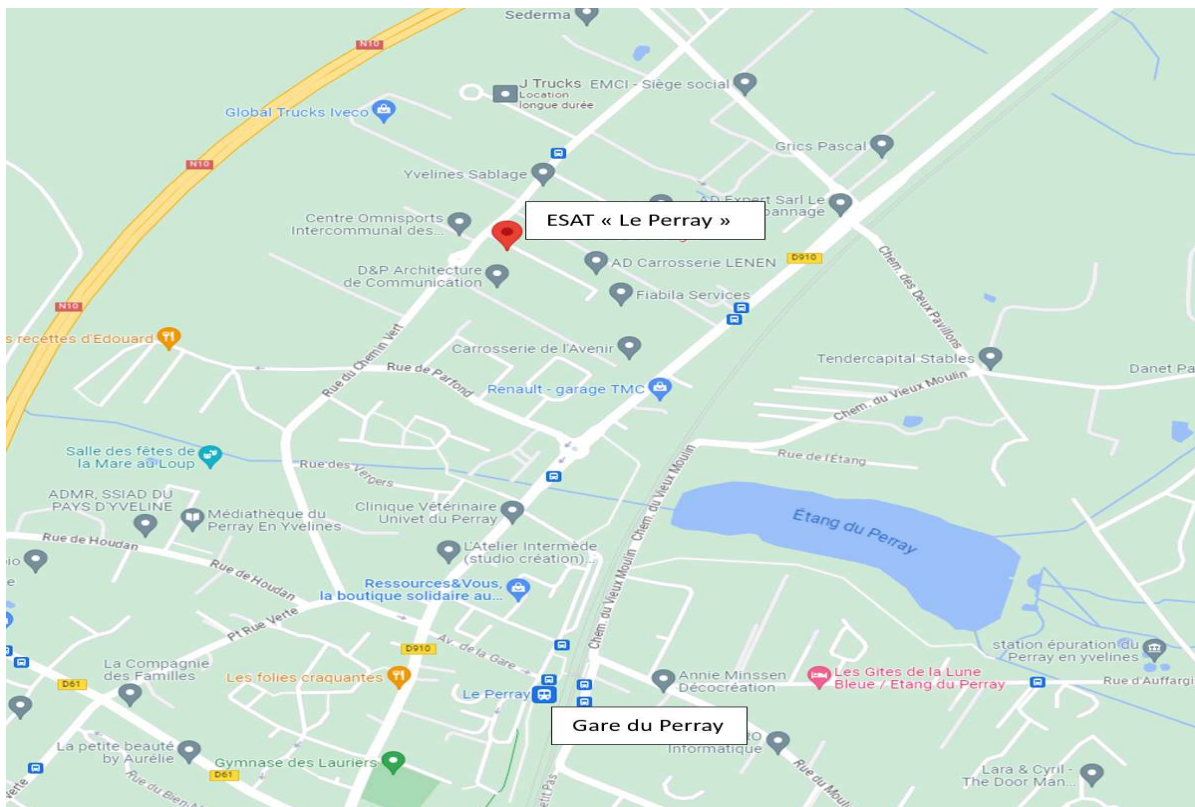 Sederma
N10
J Trucks
Location
longue durée
EMCI - Siège social
Global Trucks Iveco
Grics Pascal
N10
Yvelines Sablage
AD Expert Sarl Le
Centre Omnisports
Intercommunal des...
ESAT « Le Perray »
D910
Chem. des Deux Pavillons
D&P Architecture
de Communication
AD Carrosserie LENEN
Fiabila Services
N10
s recettes d'Edouard
Rue du Chemin Vert
Rue de Parfond
Carrosserie de l'Avenir
Tendercapital Stables
Danet Pa
Renault - garage TMC
Chem. du Vieux Moulin
Salle des fêtes de
la Mare au Loup
Rue des Vergers
Rue de l'Étang
ADMR, SSIAD DU
PAYS D'YVELINE
Médiathèque du
Perray En Yvelines
Clinique Vétérinaire
Univet du Perray
Chem. du Vieux Moulin
Étang du Perray
Rue de Houdan
Rue de Houdan
L'Atelier Intermède
(studio création)...
Chem. du Vieux Moulin
Ressources&Vous,
la boutique solidaire au...
Pt Rue Verte
D910
Av. de la Gare
station épuration du
Perray en yvelines
La Compagnie
des Familles
D61
Les folies craquantes
Le Perray
Annie Minssen
Décocréation
Les Gîtes de la Lune
Bleue / Etang du Perray
Rue d'Auffargi
Gare du Perray
Informatique
La petite beauté
by Aurélie
D61
Gymnase des Lauriers
Rue du Moulin
Lara & Cyril -
The Door Man...